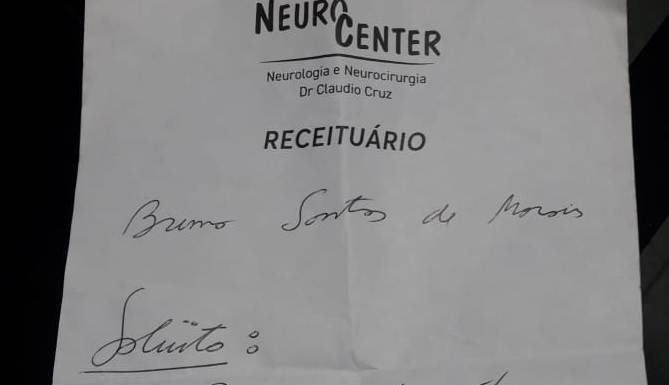 NEURO
CENTER
Neurologia e Neurocirurgia
Dr Claudio Cruz
RECEITUÁRIO
Bruno Santos de Morais
Solicito :